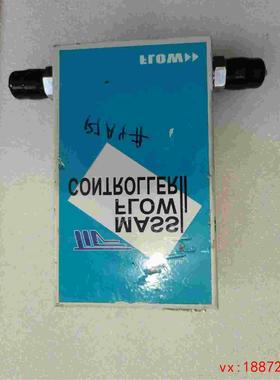 MASS
FLOW
CONTROLLER
FLOW>>
vx:18872